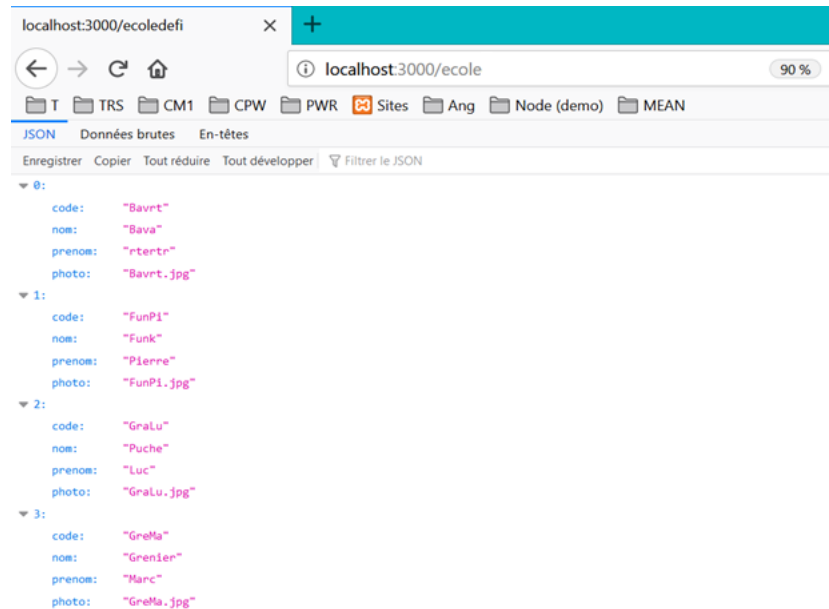 localhost:3000/ecoledefi
localhost:3000/ecole 90 %
T TRS CM1 CPW PWR Sites Ang Node (demo) MEAN
JSON Données brutes En-têtes
Enregistrer Copier Tout réduire Tout développer Filtrer le JSON
0:
code: "Bavrt"
nom: "Bava"
prenom: "rtertr"
photo: "Bavrt.jpg"
1:
code: "FunPi"
nom: "Funk"
prenom: "Pierre"
photo: "FunPi.jpg"
2:
code: "GraLu"
nom: "Puche"
prenom: "Luc"
photo: "GraLu.jpg"
3:
code: "GreMa"
nom: "Grenier"
prenom: "Marc"
photo: "GreMa.jpg"